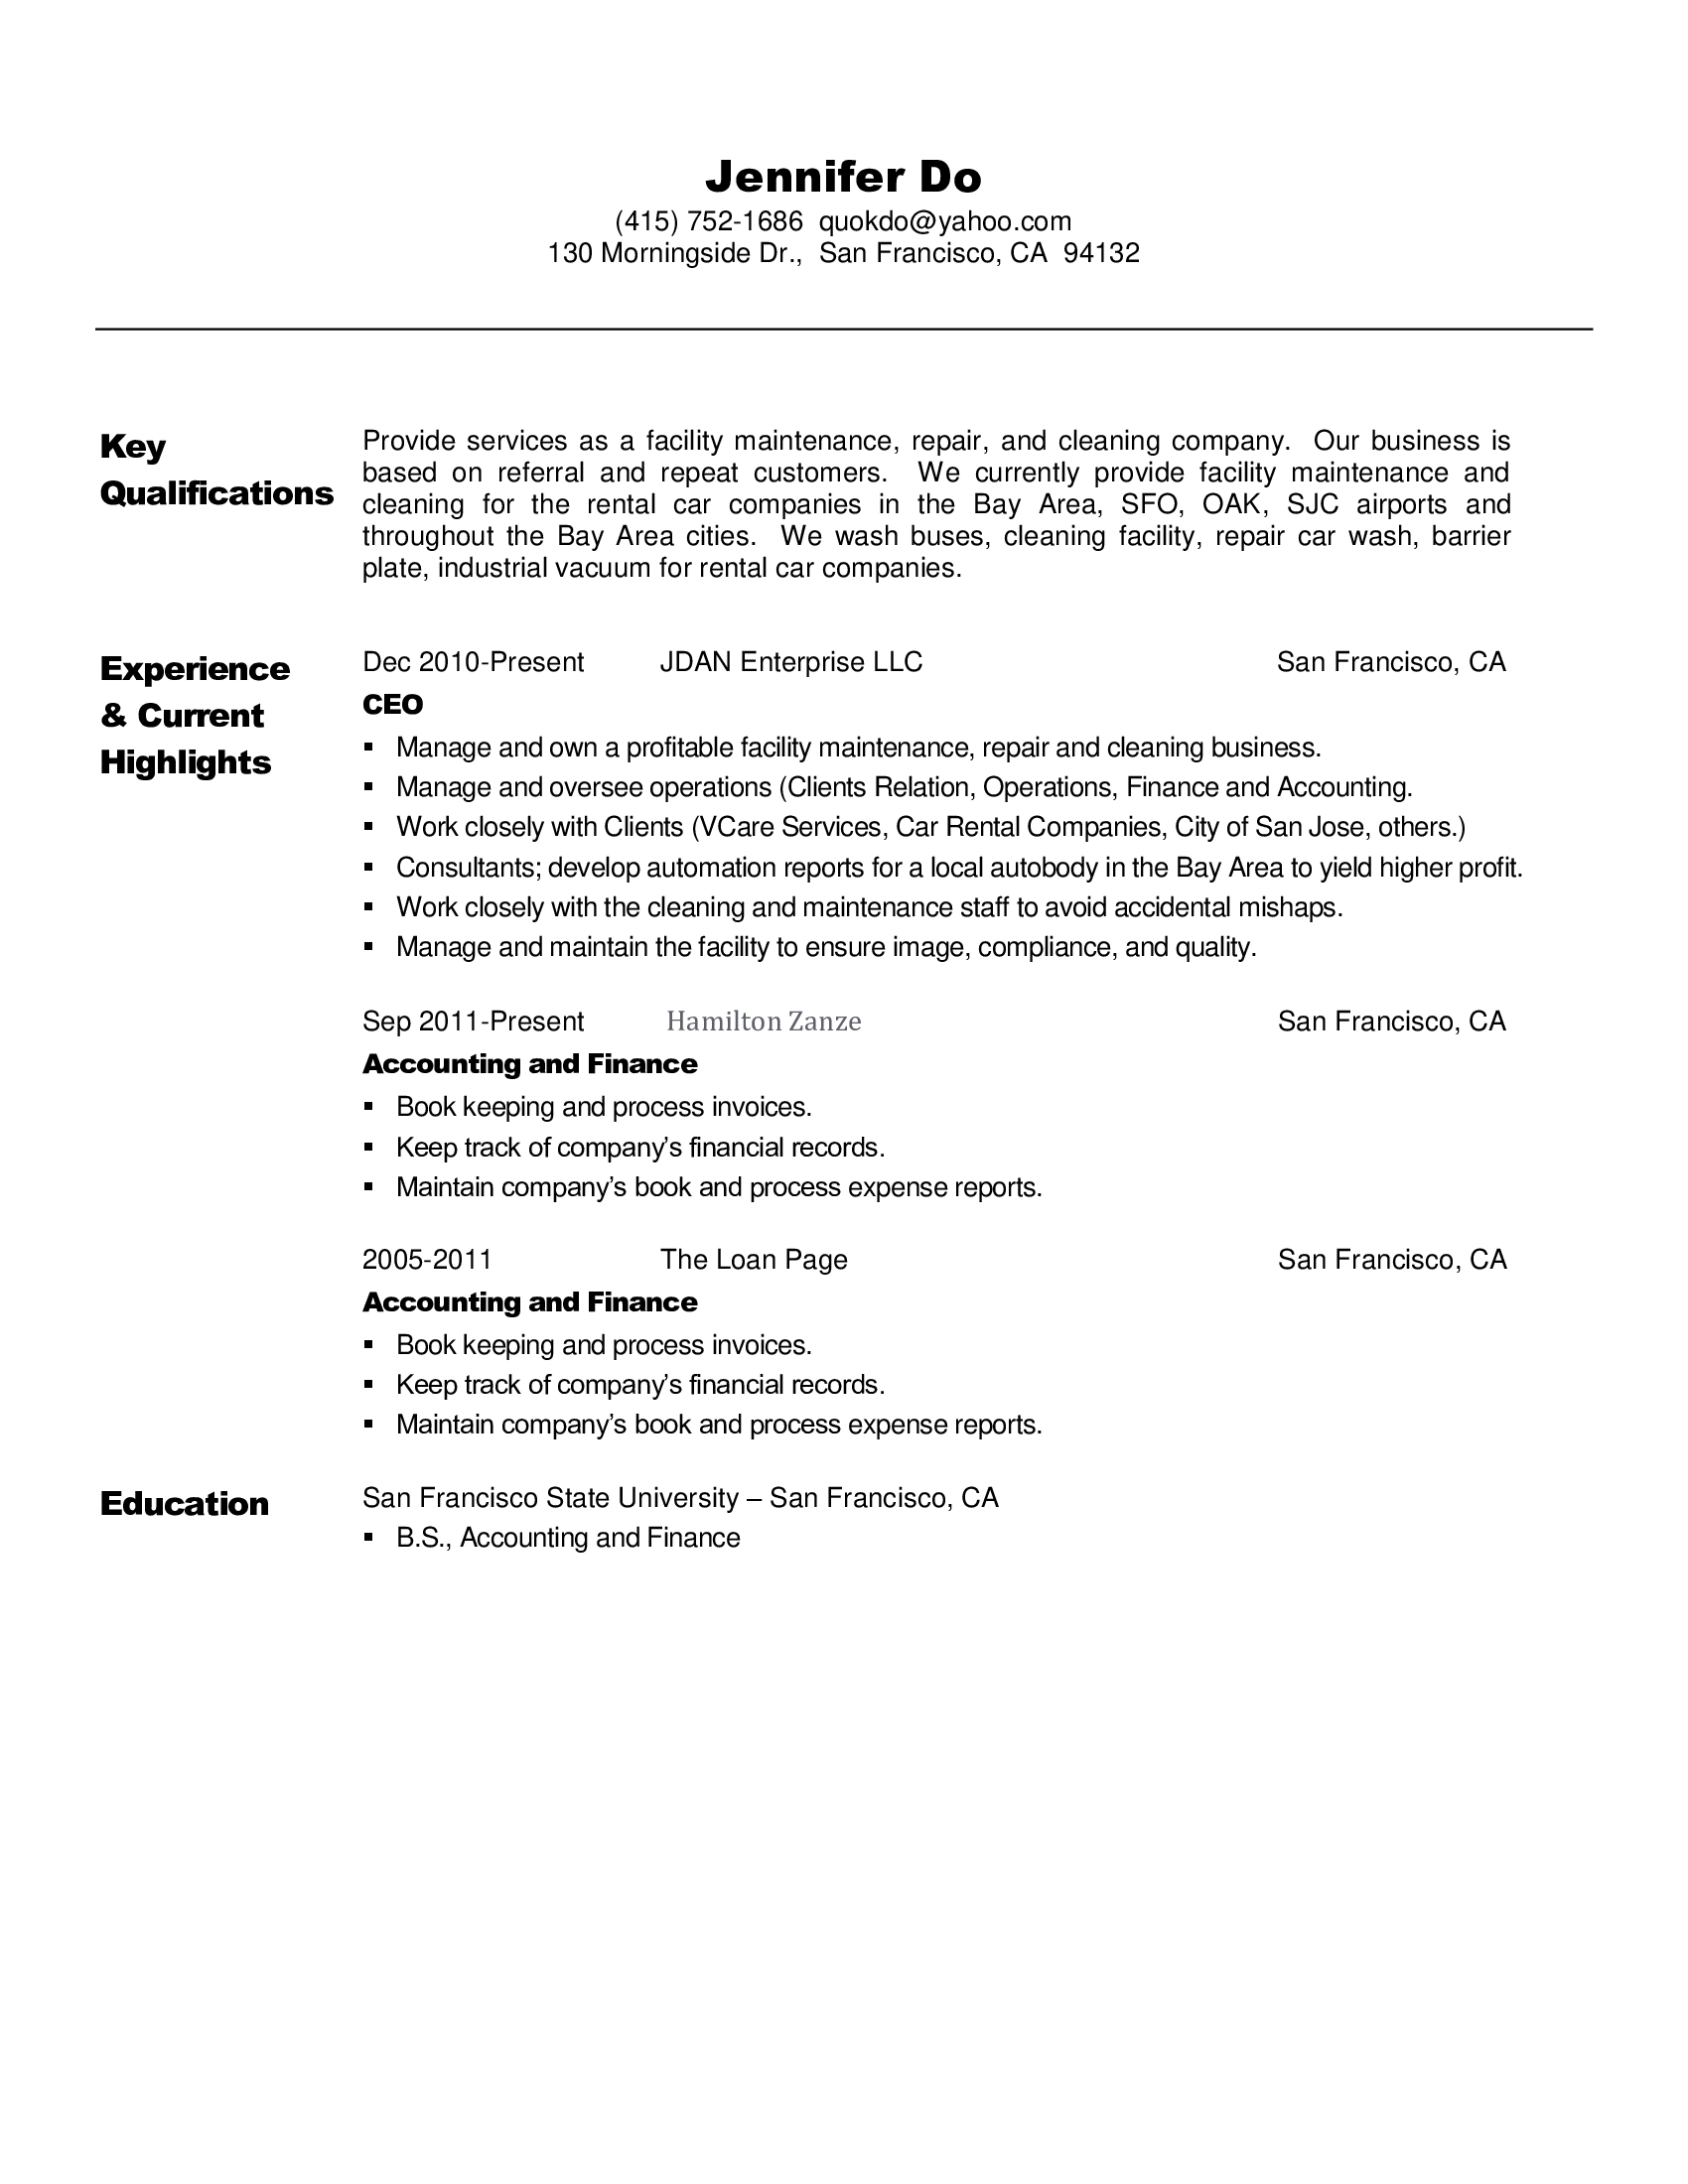 Jennifer Do
(415) 752-1686  quokdo@yahoo.com
130 Morningside Dr.,  San Francisco, CA  94132
Key
Qualifications
Provide services as a facility maintenance, repair, and cleaning company.  Our business is
based on referral and repeat customers.  We currently provide facility maintenance and
cleaning for the rental car companies in the Bay Area, SFO, OAK, SJC airports and
throughout the Bay Area cities.  We wash buses, cleaning facility, repair car wash, barrier
plate, industrial vacuum for rental car companies.
Experience
& Current
Highlights
Dec 2010-Present JDAN Enterprise LLC San Francisco, CA
CEO
▪ Manage and own a profitable facility maintenance, repair and cleaning business.
▪ Manage and oversee operations (Clients Relation, Operations, Finance and Accounting.
▪ Work closely with Clients (VCare Services, Car Rental Companies, City of San Jose, others.)
▪ Consultants; develop automation reports for a local autobody in the Bay Area to yield higher profit.
▪ Work closely with the cleaning and maintenance staff to avoid accidental mishaps.
▪ Manage and maintain the facility to ensure image, compliance, and quality.
Sep 2011-Present Hamilton Zanze San Francisco, CA
Accounting and Finance
▪ Book keeping and process invoices.
▪ Keep track of company’s financial records.
▪ Maintain company’s book and process expense reports.
2005-2011 The Loan Page San Francisco, CA
Accounting and Finance
▪ Book keeping and process invoices.
▪ Keep track of company’s financial records.
▪ Maintain company’s book and process expense reports.
Education
San Francisco State University – San Francisco, CA
▪ B.S., Accounting and Finance